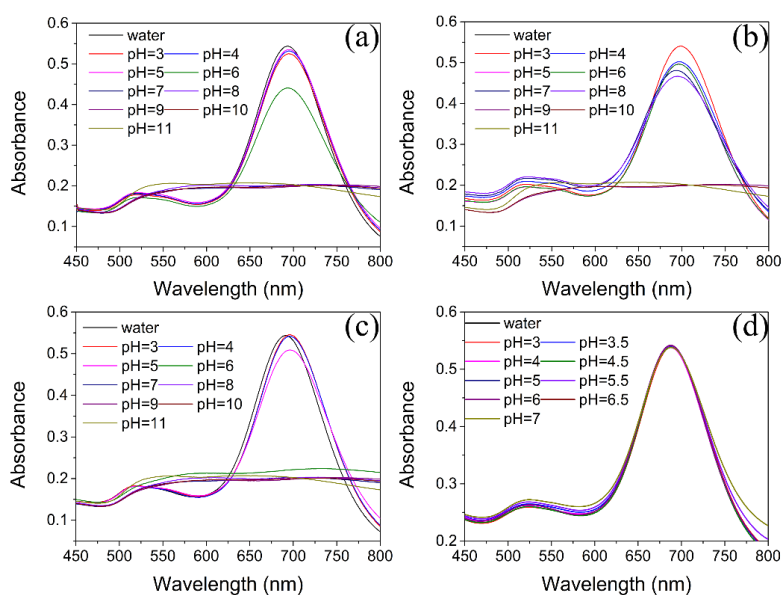 (a)
water
pH=3 pH=4
pH=5 pH=6
pH=7 pH=8
pH=9 pH=10
pH=11
0.6
0.5
0.4
0.3
0.2
0.1
Absorbance
450 500 550 600 650 700 750 800
Wavelength (nm)
(b)
water
pH=3 pH=4
pH=5 pH=6
pH=7 pH=8
pH=9 pH=10
pH=11
0.6
0.5
0.4
0.3
0.2
0.1
Absorbance
450 500 550 600 650 700 750 800
Wavelength (nm)
(c)
water
pH=3 pH=4
pH=5 pH=6
pH=7 pH=8
pH=9 pH=10
pH=11
0.6
0.5
0.4
0.3
0.2
0.1
Absorbance
450 500 550 600 650 700 750 800
Wavelength (nm)
(d)
water
pH=3 pH=3.5
pH=4 pH=4.5
pH=5 pH=5.5
pH=6 pH=6.5
pH=7
0.6
0.5
0.4
0.3
0.2
Absorbance
450 500 550 600 650 700 750 800
Wavelength (nm)